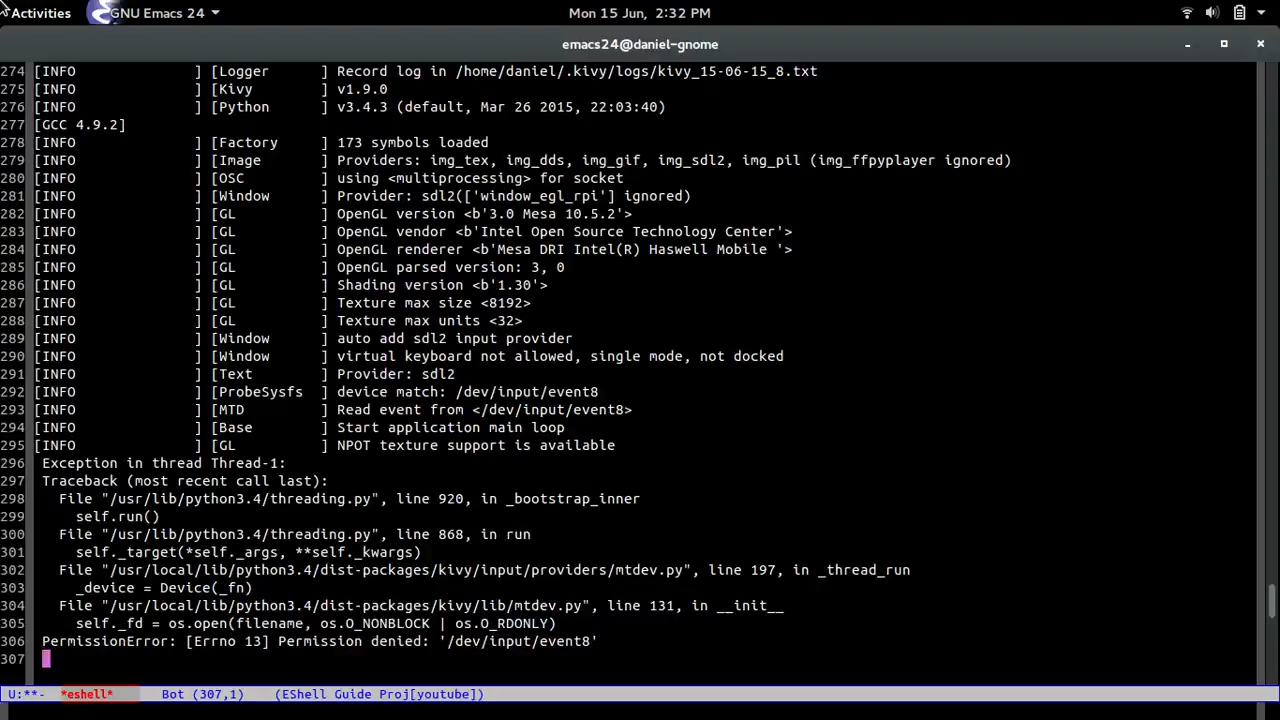 Activities GNU Emacs 24 Mon 15 Jun, 2:32 PM
emacs24@daniel-gnome
274 [INFO ] [Logger ] Record log in /home/daniel/.kivy/logs/kivy_15-06-15_8.txt
275 [INFO ] [Kivy ] v1.9.0
276 [INFO ] [Python ] v3.4.3 (default, Mar 26 2015, 22:03:40)
277 [GCC 4.9.2]
278 [INFO ] [Factory ] 173 symbols loaded
279 [INFO ] [Image ] Providers: img_tex, img_dds, img_gif, img_sdl2, img_pil (img_ffpyplayer ignored)
280 [INFO ] [OSC ] using <multiprocessing> for socket
281 [INFO ] [Window ] Provider: sdl2(['window_egl_rpi'] ignored)
282 [INFO ] [GL ] OpenGL version <b'3.0 Mesa 10.5.2'>
283 [INFO ] [GL ] OpenGL vendor <b'Intel Open Source Technology Center'>
284 [INFO ] [GL ] OpenGL renderer <b'Mesa DRI Intel(R) Haswell Mobile '>
285 [INFO ] [GL ] OpenGL parsed version: 3, 0
286 [INFO ] [GL ] Shading version <b'1.30'>
287 [INFO ] [GL ] Texture max size <8192>
288 [INFO ] [GL ] Texture max units <32>
289 [INFO ] [Window ] auto add sdl2 input provider
290 [INFO ] [Window ] virtual keyboard not allowed, single mode, not docked
291 [INFO ] [Text ] Provider: sdl2
292 [INFO ] [ProbeSysfs ] device match: /dev/input/event8
293 [INFO ] [MTD ] Read event from </dev/input/event8>
294 [INFO ] [Base ] Start application main loop
295 [INFO ] [GL ] NPOT texture support is available
296 Exception in thread Thread-1:
297 Traceback (most recent call last):
298 File "/usr/lib/python3.4/threading.py", line 920, in _bootstrap_inner
299 self.run()
300 File "/usr/lib/python3.4/threading.py", line 868, in run
301 self._target(*self._args, **self._kwargs)
302 File "/usr/local/lib/python3.4/dist-packages/kivy/input/providers/mtdev.py", line 197, in _thread_run
303 _device = Device(_fn)
304 File "/usr/local/lib/python3.4/dist-packages/kivy/lib/mtdev.py", line 131, in __init__
305 self._fd = os.open(filename, os.O_NONBLOCK | os.O_RDONLY)
306 PermissionError: [Errno 13] Permission denied: '/dev/input/event8'
307
U:**- *eshell* Bot (307,1) (EShell Guide Proj[youtube])